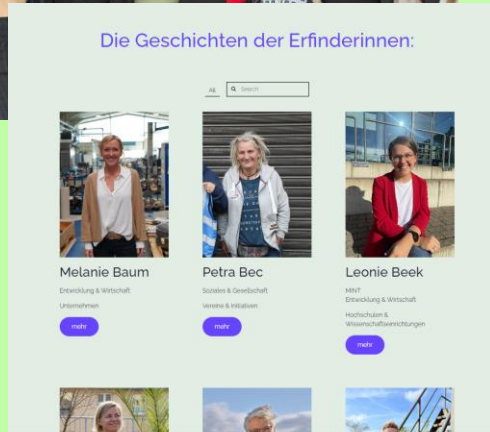 Die Geschichten der Erfinderinnen:
All
Search
Melanie Baum
Entwicklung & Wirtschaft
Unternehmen
mehr
Petra Bec
Soziales & Gesellschaft
Vereine & Initiativen
mehr
Leonie Beek
MINT
Entwicklung & Wirtschaft
Hochschulen &
Wissenschaftseinrichtungen
mehr